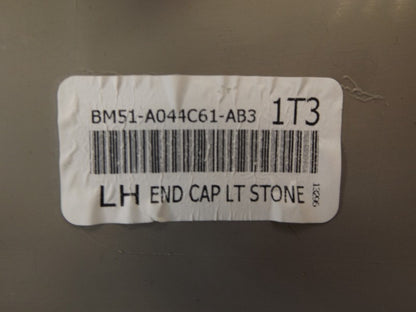 BM51-A044C61-AB3 1T3
LH END CAP LT STONE